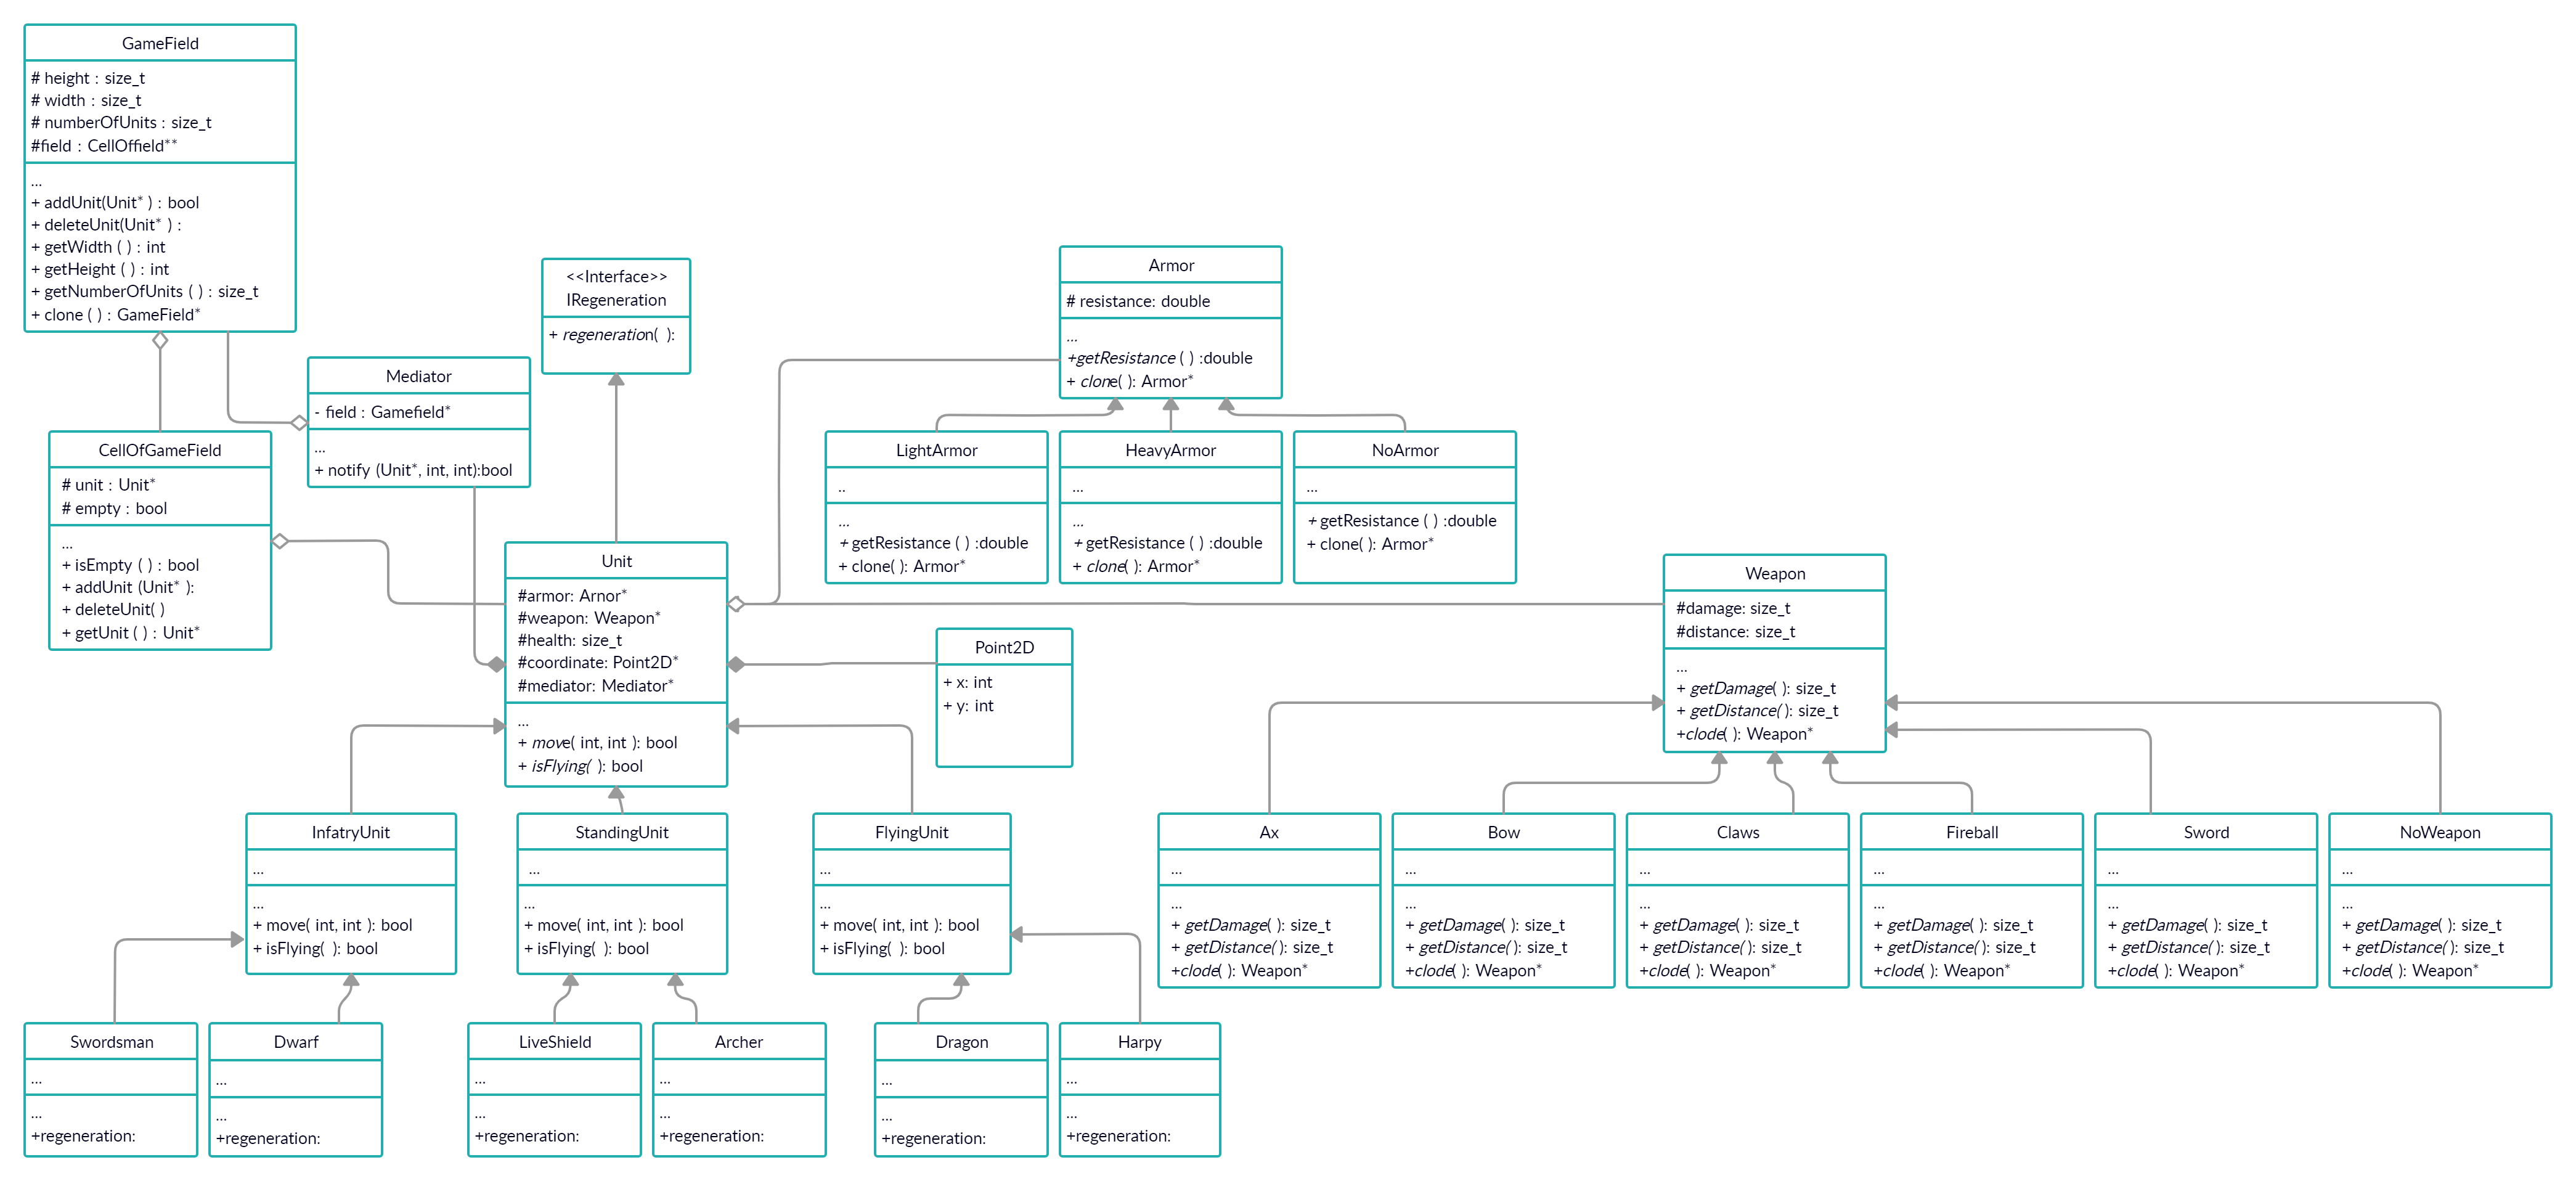 GameField
# height : size_t
# width : size_t
# numberOfUnits : size_t
#field : CellOffield**
...
+ addUnit(Unit* ) : bool
+ deleteUnit(Unit* ) :
+ getWidth ( ) : int
+ getHeight ( ) : int
+ getNumberOfUnits ( ) : size_t
+ clone ( ) : GameField*
<<Interface>>
IRegeneration
+ regeneration( ):
Armor
# resistance: double
...
+getResistance ( ) :double
+ clone( ): Armor*
Mediator
- field : Gamefield*
...
+ notify (Unit*, int, int):bool
CellOfGameField
# unit : Unit*
# empty : bool
...
+ isEmpty ( ) : bool
+ addUnit (Unit* ):
+ deleteUnit( )
+ getUnit ( ) : Unit*
LightArmor
..
...
+ getResistance ( ) :double
+ clone( ): Armor*
HeavyArmor
...
...
+ getResistance ( ) :double
+ clone( ): Armor*
NoArmor
...
+ getResistance ( ) :double
+ clone( ): Armor*
Unit
#armor: Arnor*
#weapon: Weapon*
#health: size_t
#coordinate: Point2D*
#mediator: Mediator*
...
+ move( int, int ): bool
+ isFlying( ): bool
Point2D
+ x: int
+ y: int
Weapon
#damage: size_t
#distance: size_t
...
+ getDamage( ): size_t
+ getDistance( ): size_t
+clode( ): Weapon*
InfatryUnit
...
...
+ move( int, int ): bool
+ isFlying( ): bool
StandingUnit
...
...
+ move( int, int ): bool
+ isFlying( ): bool
FlyingUnit
...
...
+ move( int, int ): bool
+ isFlying( ): bool
Ax
...
...
+ getDamage( ): size_t
+ getDistance( ): size_t
+clode( ): Weapon*
Bow
...
...
+ getDamage( ): size_t
+ getDistance( ): size_t
+clode( ): Weapon*
Claws
...
...
+ getDamage( ): size_t
+ getDistance( ): size_t
+clode( ): Weapon*
Fireball
...
...
+ getDamage( ): size_t
+ getDistance( ): size_t
+clode( ): Weapon*
Sword
...
...
+ getDamage( ): size_t
+ getDistance( ): size_t
+clode( ): Weapon*
NoWeapon
...
...
+ getDamage( ): size_t
+ getDistance( ): size_t
+clode( ): Weapon*
Swordsman
...
...
+regeneration:
Dwarf
...
...
+regeneration:
LiveShield
...
...
+regeneration:
Archer
...
...
+regeneration:
Dragon
...
...
+regeneration:
Harpy
...
...
+regeneration: